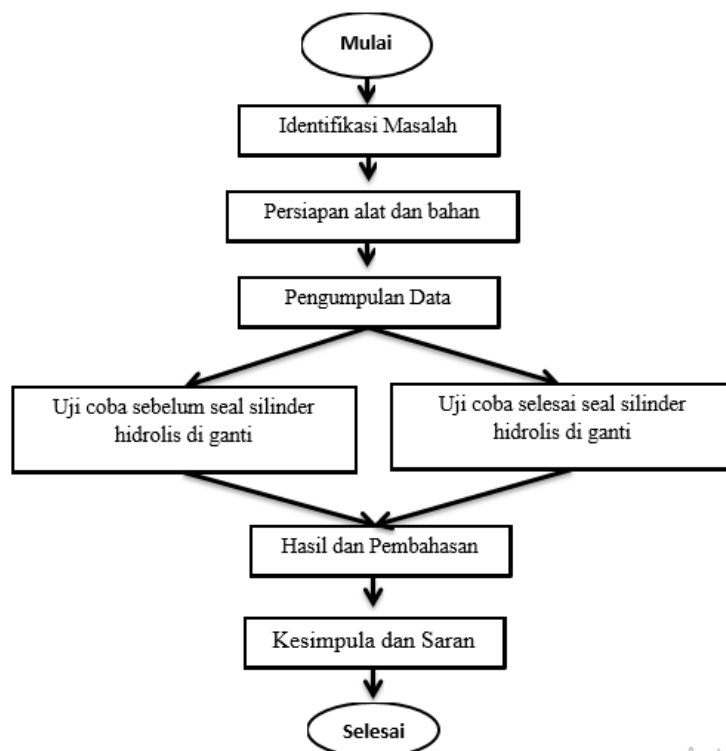 Mulai
Identifikasi Masalah
Persiapan alat dan bahan
Pengumpulan Data
Uji coba sebelum seal silinder
hidrolis di ganti
Uji coba selesai seal silinder
hidrolis di ganti
Hasil dan Pembahasan
Kesimpula dan Saran
Selesai